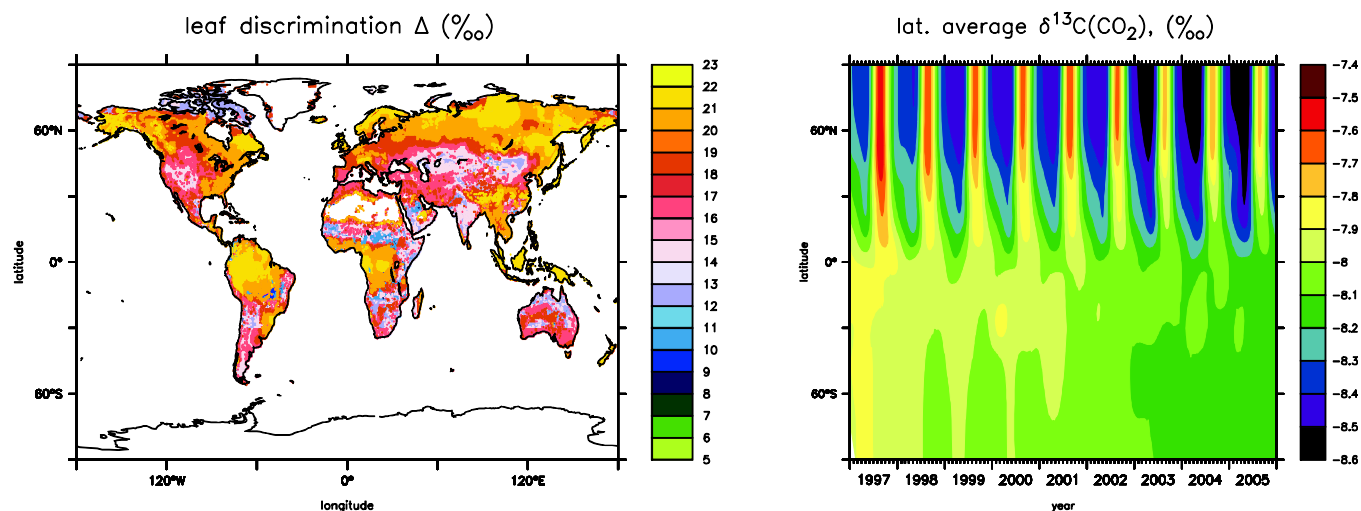 leaf discrimination Δ (‰)
60°N
0°
60°S
latitude
120°W
0°
120°E
longitude
23
22
21
20
19
18
17
16
15
14
13
12
11
10
9
8
7
6
5
lat. average δ¹³C(CO₂), (‰)
60°N
0°
60°S
latitude
1997 1998 1999 2000 2001 2002 2003 2004 2005
year
-7.4
-7.5
-7.6
-7.7
-7.8
-7.9
-8
-8.1
-8.2
-8.3
-8.4
-8.5
-8.6